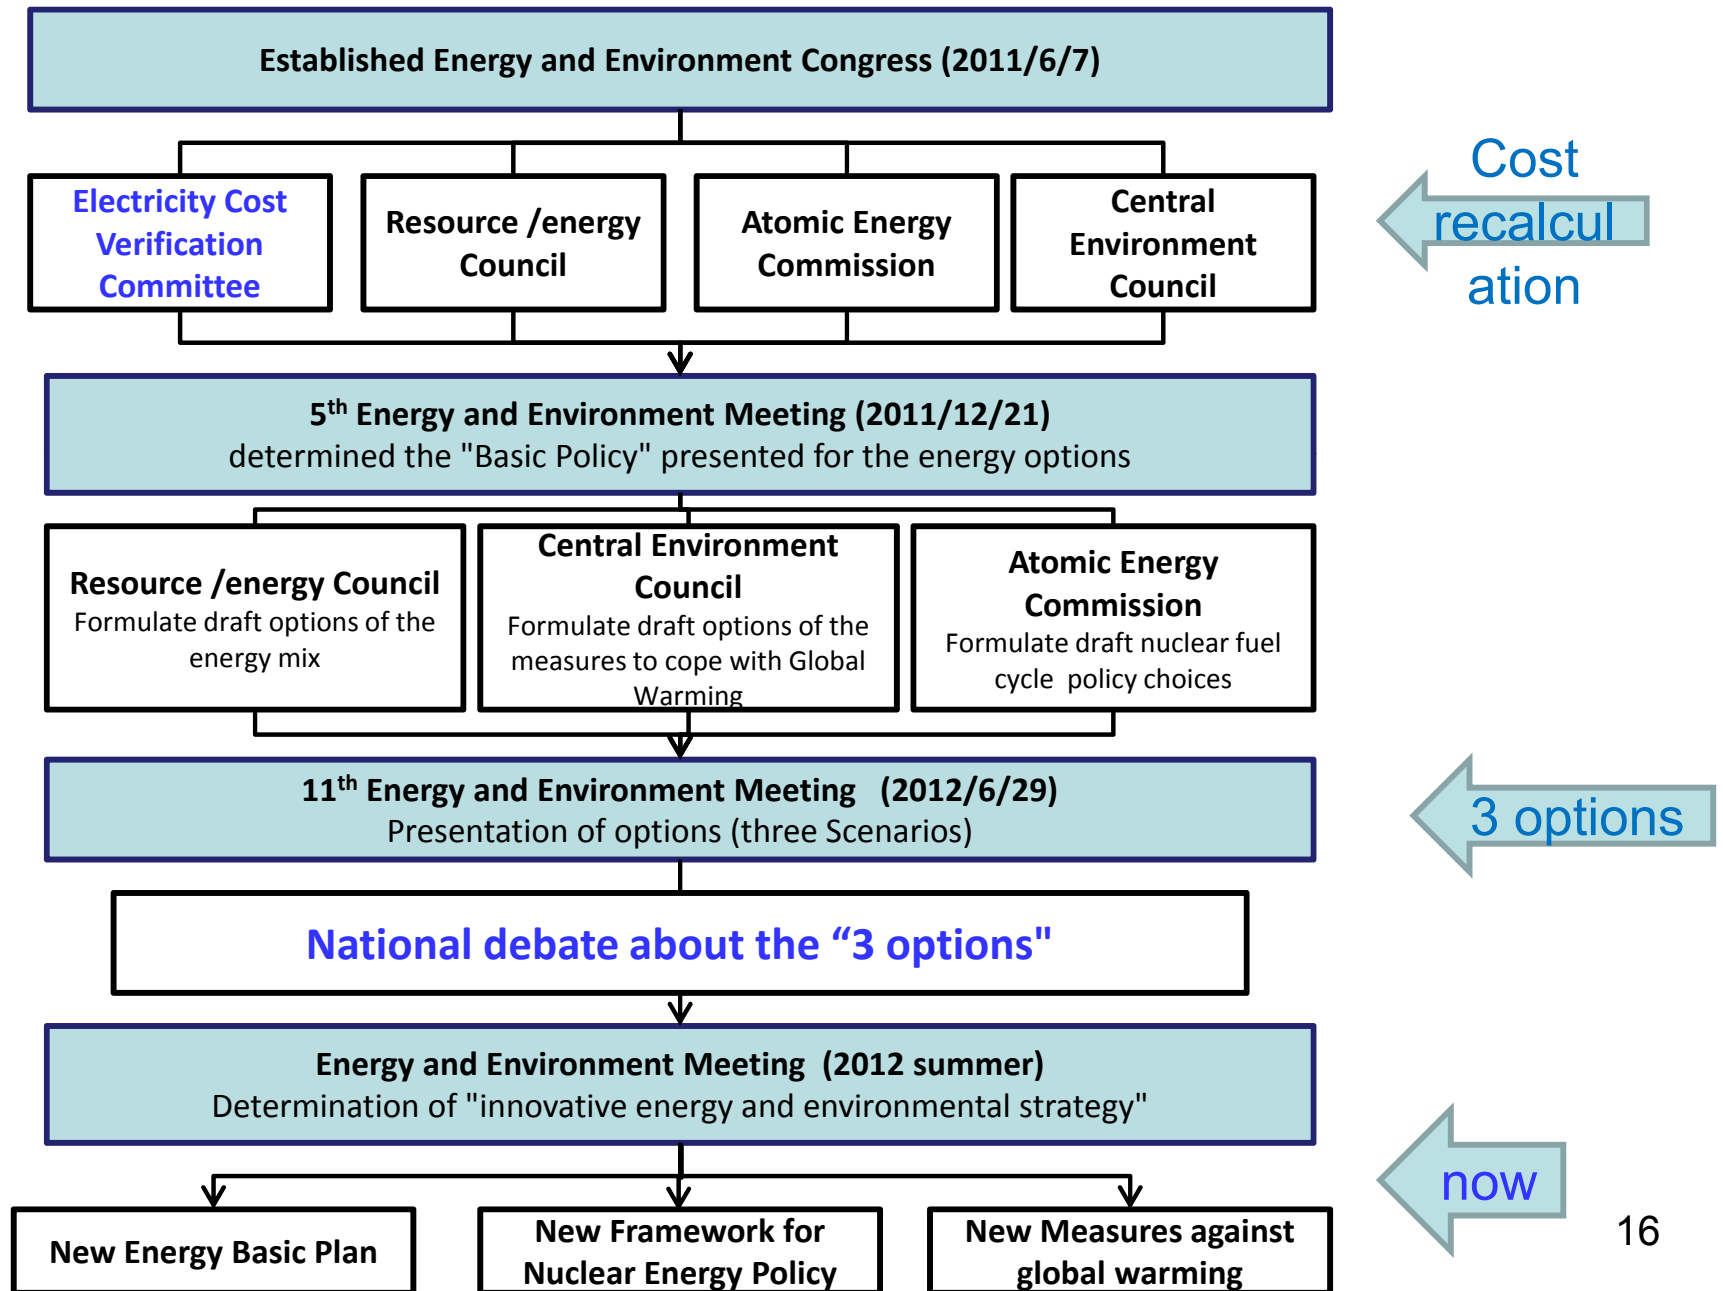 Established Energy and Environment Congress (2011/6/7)
Electricity Cost
Verification
Committee
Resource /energy
Council
Atomic Energy
Commission
Central
Environment
Council
Cost
recalcul
ation
5th Energy and Environment Meeting (2011/12/21)
determined the "Basic Policy" presented for the energy options
Resource /energy Council
Formulate draft options of the
energy mix
Central Environment
Council
Formulate draft options of the
measures to cope with Global
Warming
Atomic Energy
Commission
Formulate draft nuclear fuel
cycle  policy choices
11th Energy and Environment Meeting   (2012/6/29)
Presentation of options (three Scenarios)
3 options
National debate about the “3 options"
Energy and Environment Meeting  (2012 summer)
Determination of "innovative energy and environmental strategy"
now
New Energy Basic Plan
New Framework for
Nuclear Energy Policy
New Measures against
global warming
16